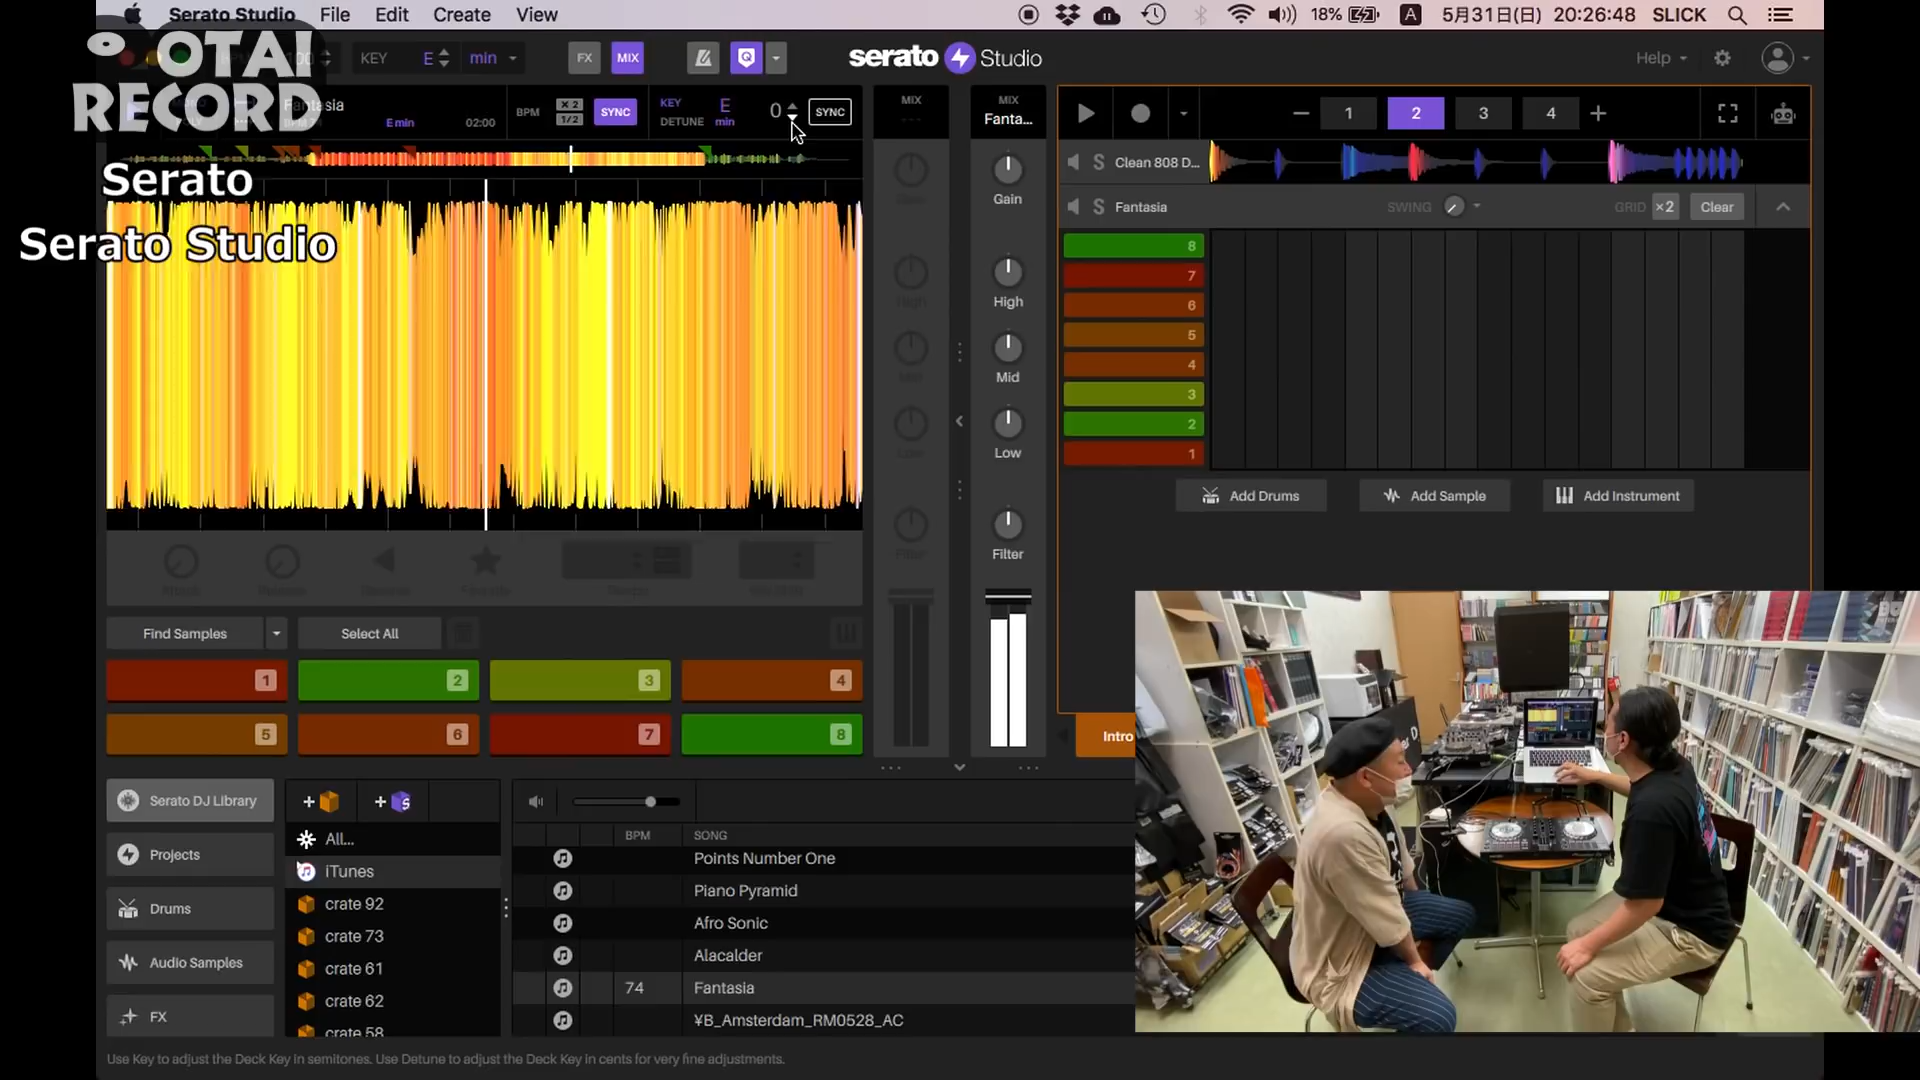 Serato Studio File Edit Create View
18% A 5月31日(日) 20:26:48 SLICK
OTAI
RECORD
KEY E min
FX MIX
serato Studio
Help
Fantasia
E min 02:00
BPM X 2 1/2 SYNC
KEY E
DETUNE min
0 SYNC
MIX
MIX
Fanta...
1 2 3 4
Serato
Serato Studio
Clean 808 D...
Fantasia SWING GRID ×2 Clear
Gain
High
Mid
Low
Filter
8
7
6
5
4
3
2
1
Add Drums Add Sample Add Instrument
Find Samples Select All
1 2 3 4
5 6 7 8
Intro
Serato DJ Library
Projects
Drums
Audio Samples
FX
All...
iTunes
crate 92
crate 73
crate 61
crate 62
crate 58
BPM SONG
Points Number One
Piano Pyramid
Afro Sonic
Alacalder
74 Fantasia
¥B_Amsterdam_RM0528_AC
Use Key to adjust the Deck Key in semitones. Use Detune to adjust the Deck Key in cents for very fine adjustments.